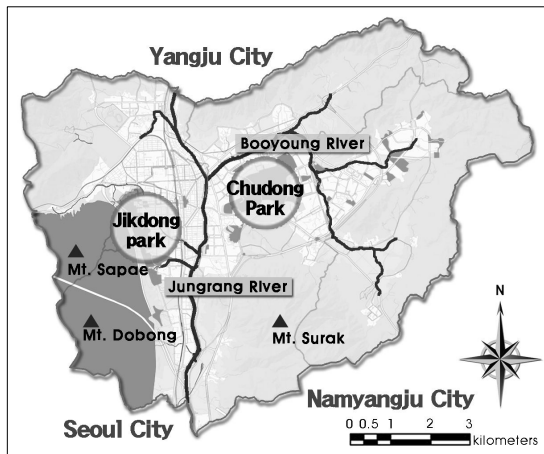 Yangju City
Booyoung River
Chudong
Park
Jikdong
park
Mt. Sapae
Jungrang River
Mt. Dobong
Mt. Surak
N
Namyangju City
Seoul City
0 0.5 1 2 3
kilometers